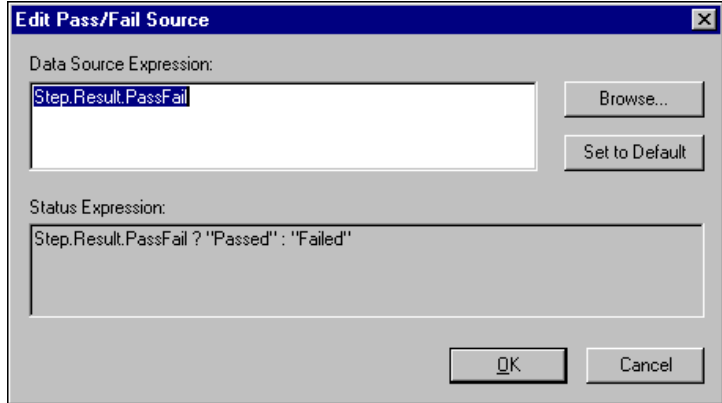 Edit Pass/Fail Source
Data Source Expression:
Step.Result.PassFail
Browse...
Set to Default
Status Expression:
Step.Result.PassFail ? "Passed" : "Failed"
OK
Cancel